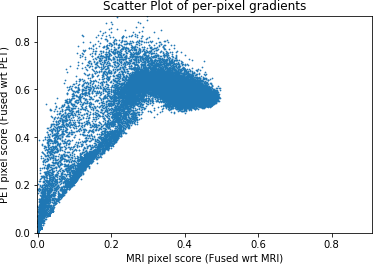 Scatter Plot of per-pixel gradients
PET pixel score (Fused wrt PET)
0.8
0.6
0.4
0.2
0.0
0.0 0.2 0.4 0.6 0.8
MRI pixel score (Fused wrt MRI)